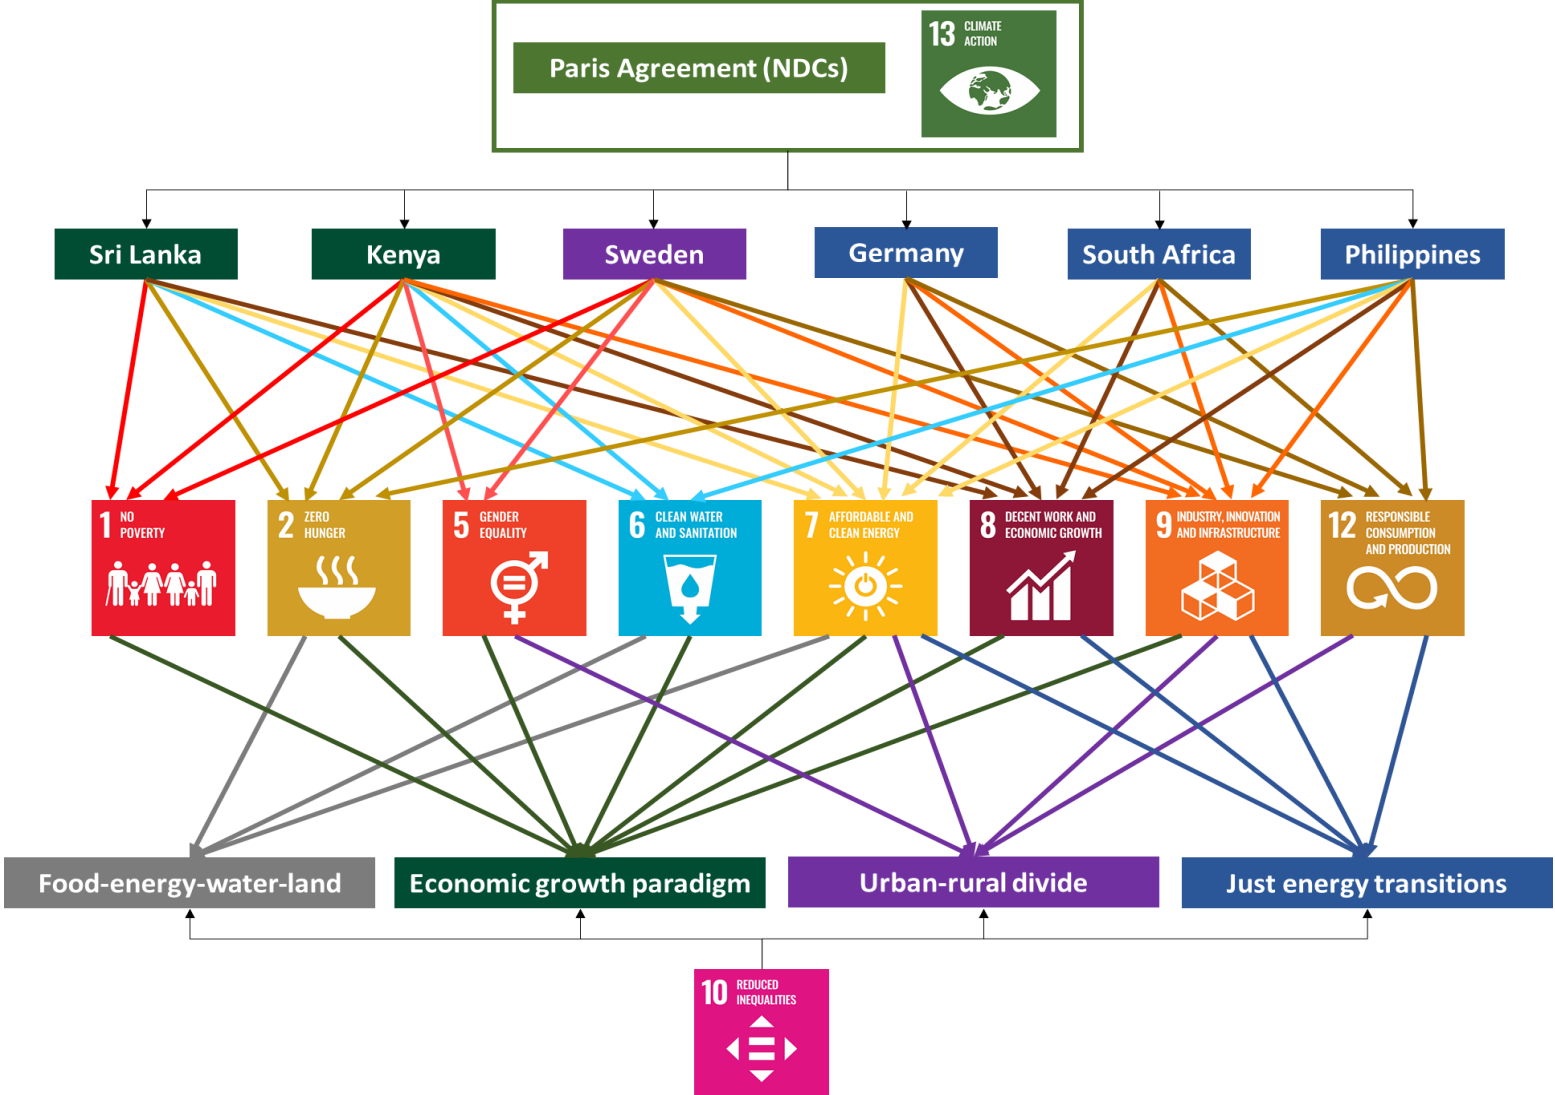 Paris Agreement (NDCs)
13 CLIMATE
ACTION
Sri Lanka
Kenya
Sweden
Germany
South Africa
Philippines
1 NO
POVERTY
2 ZERO
HUNGER
5 GENDER
EQUALITY
6 CLEAN WATER
AND SANITATION
7 AFFORDABLE AND
CLEAN ENERGY
8 DECENT WORK AND
ECONOMIC GROWTH
9 INDUSTRY, INNOVATION
AND INFRASTRUCTURE
12 RESPONSIBLE
CONSUMPTION
AND PRODUCTION
Food-energy-water-land
Economic growth paradigm
Urban-rural divide
Just energy transitions
10 REDUCED
INEQUALITIES